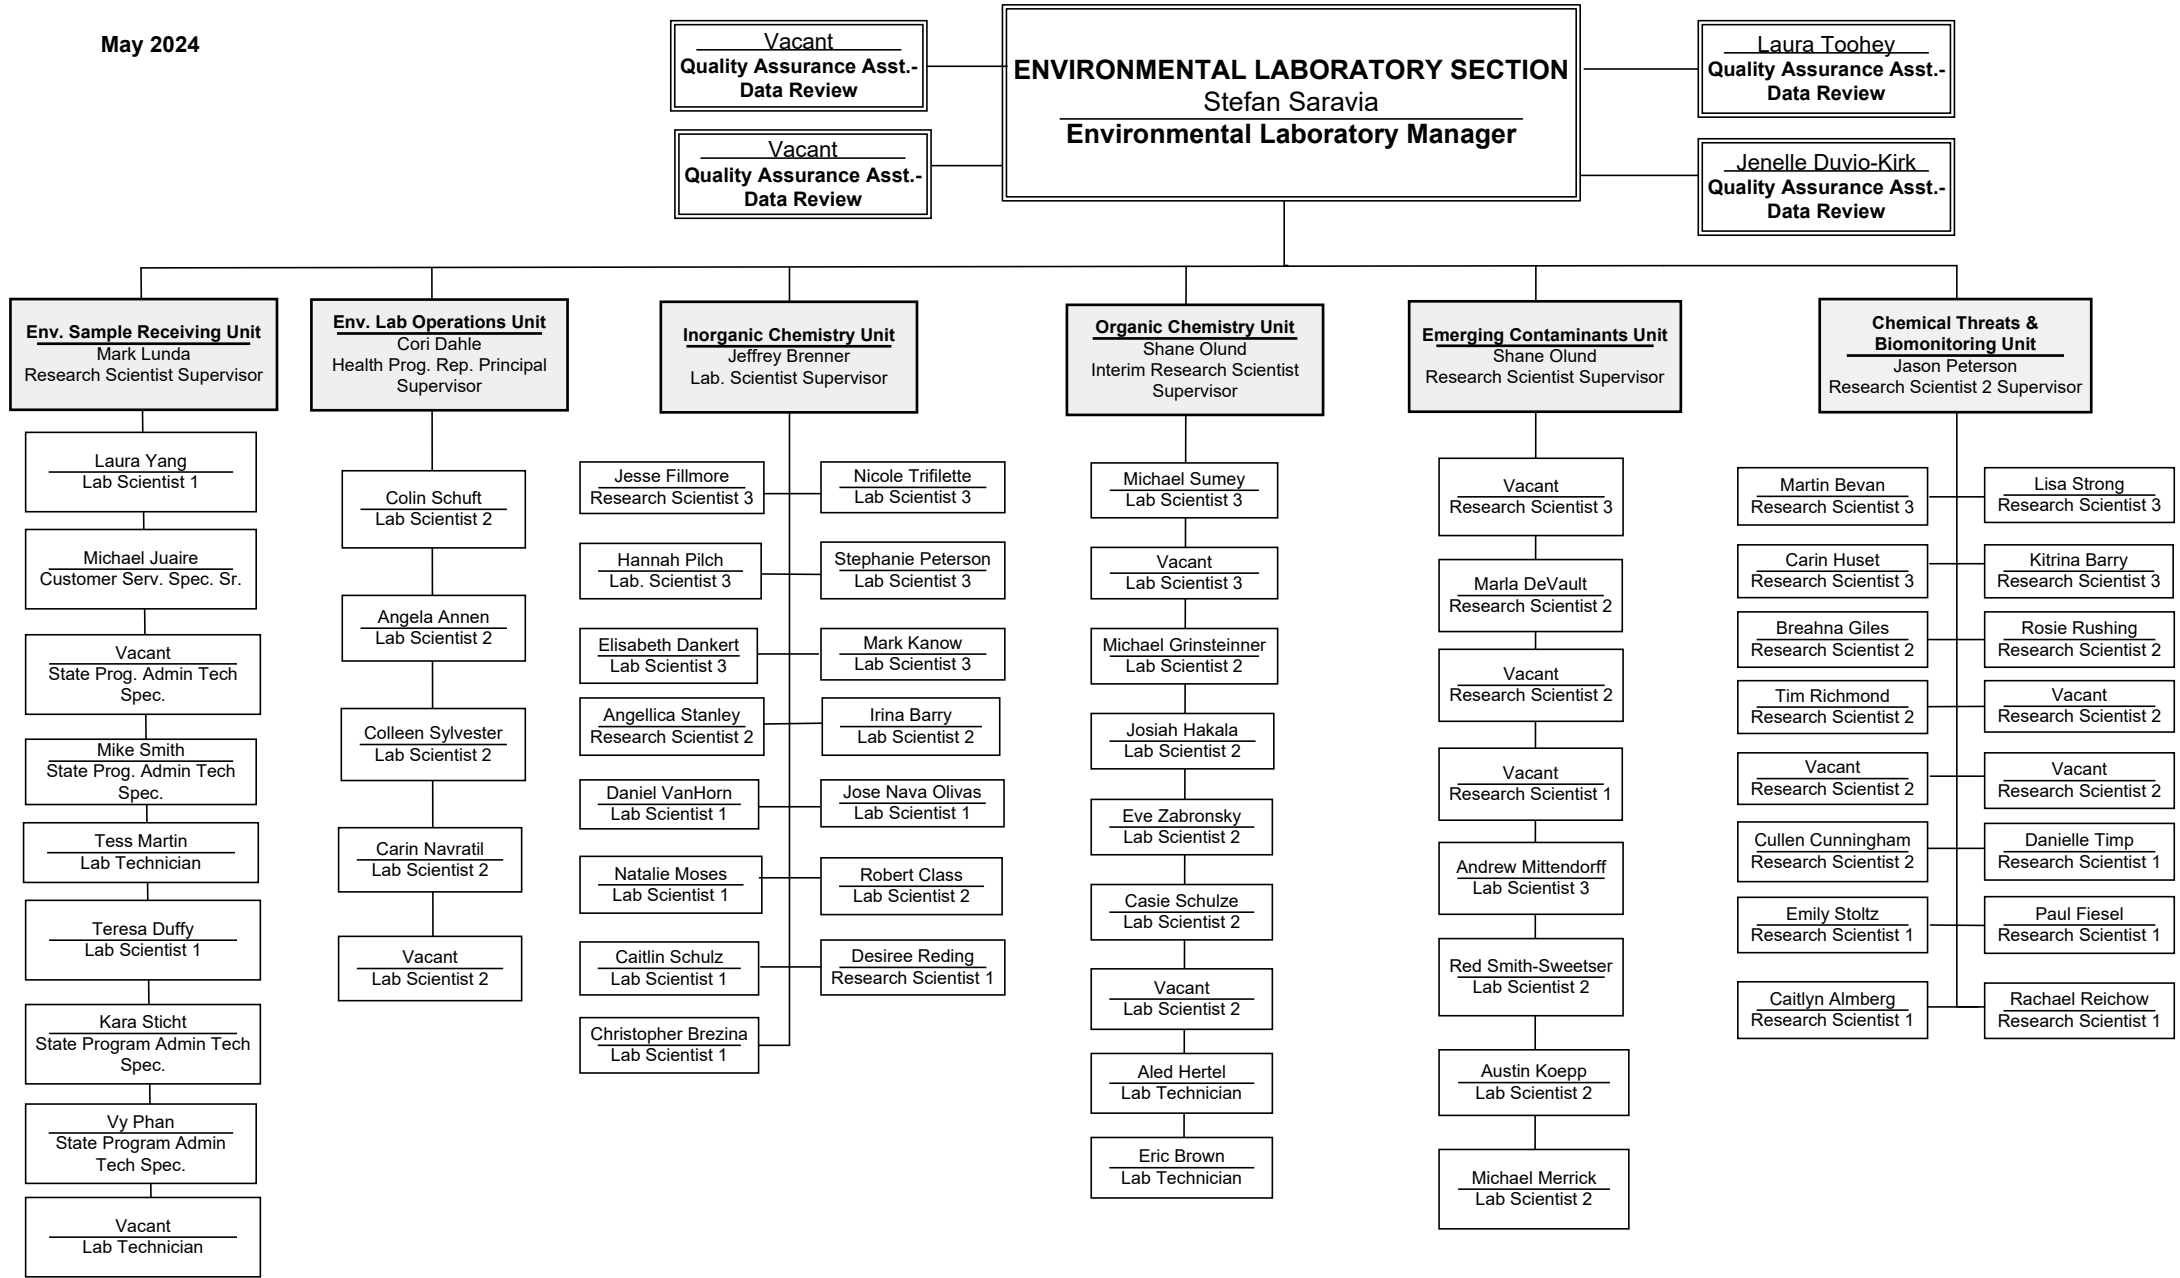 May 2024
Vacant
Quality Assurance Asst.-
Data Review
Vacant
Quality Assurance Asst.-
Data Review
ENVIRONMENTAL LABORATORY SECTION
Stefan Saravia
Environmental Laboratory Manager
Laura Toohey
Quality Assurance Asst.-
Data Review
Jenelle Duvio-Kirk
Quality Assurance Asst.-
Data Review
Env. Sample Receiving Unit
Mark Lunda
Research Scientist Supervisor
Laura Yang
Lab Scientist 1
Michael Juaire
Customer Serv. Spec. Sr.
Vacant
State Prog. Admin Tech
Spec.
Mike Smith
State Prog. Admin Tech
Spec.
Tess Martin
Lab Technician
Teresa Duffy
Lab Scientist 1
Kara Sticht
State Program Admin Tech
Spec.
Vy Phan
State Program Admin
Tech Spec.
Vacant
Lab Technician
Env. Lab Operations Unit
Cori Dahle
Health Prog. Rep. Principal
Supervisor
Colin Schuft
Lab Scientist 2
Angela Annen
Lab Scientist 2
Colleen Sylvester
Lab Scientist 2
Carin Navratil
Lab Scientist 2
Vacant
Lab Scientist 2
Inorganic Chemistry Unit
Jeffrey Brenner
Lab. Scientist Supervisor
Jesse Fillmore
Research Scientist 3
Nicole Trifilette
Lab Scientist 3
Hannah Pilch
Lab. Scientist 3
Stephanie Peterson
Lab Scientist 3
Elisabeth Dankert
Lab Scientist 3
Mark Kanow
Lab Scientist 3
Angellica Stanley
Research Scientist 2
Irina Barry
Lab Scientist 2
Daniel VanHorn
Lab Scientist 1
Jose Nava Olivas
Lab Scientist 1
Natalie Moses
Lab Scientist 1
Robert Class
Lab Scientist 2
Caitlin Schulz
Lab Scientist 1
Desiree Reding
Research Scientist 1
Christopher Brezina
Lab Scientist 1
Organic Chemistry Unit
Shane Olund
Interim Research Scientist
Supervisor
Michael Sumey
Lab Scientist 3
Vacant
Lab Scientist 3
Michael Grinsteinner
Lab Scientist 2
Josiah Hakala
Lab Scientist 2
Eve Zabronsky
Lab Scientist 2
Casie Schulze
Lab Scientist 2
Vacant
Lab Scientist 2
Aled Hertel
Lab Technician
Eric Brown
Lab Technician
Emerging Contaminants Unit
Shane Olund
Research Scientist Supervisor
Vacant
Research Scientist 3
Marla DeVault
Research Scientist 2
Vacant
Research Scientist 2
Vacant
Research Scientist 1
Andrew Mittendorff
Lab Scientist 3
Red Smith-Sweetser
Lab Scientist 2
Austin Koepp
Lab Scientist 2
Michael Merrick
Lab Scientist 2
Chemical Threats &
Biomonitoring Unit
Jason Peterson
Research Scientist 2 Supervisor
Martin Bevan
Research Scientist 3
Lisa Strong
Research Scientist 3
Carin Huset
Research Scientist 3
Kitrina Barry
Research Scientist 3
Breahna Giles
Research Scientist 2
Rosie Rushing
Research Scientist 2
Tim Richmond
Research Scientist 2
Vacant
Research Scientist 2
Vacant
Research Scientist 2
Vacant
Research Scientist 2
Cullen Cunningham
Research Scientist 2
Danielle Timp
Research Scientist 1
Emily Stoltz
Research Scientist 1
Paul Fiesel
Research Scientist 1
Caitlyn Almberg
Research Scientist 1
Rachael Reichow
Research Scientist 1